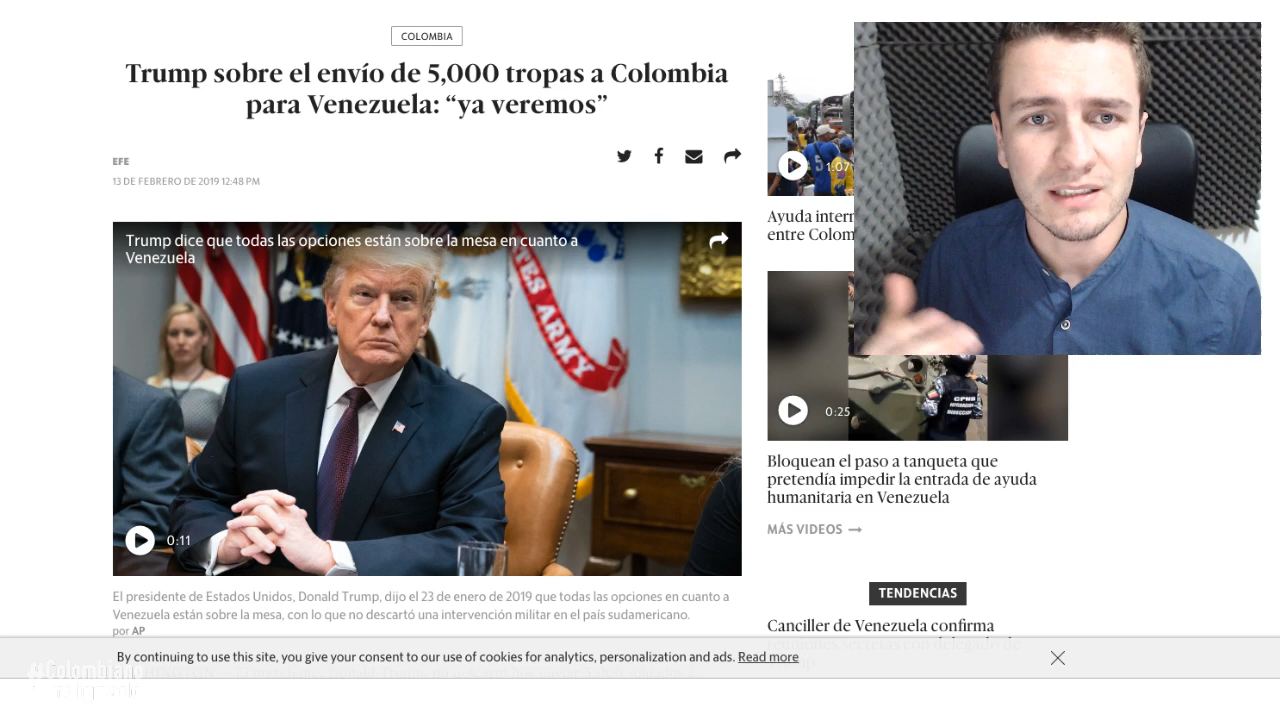 COLOMBIA
Trump sobre el envío de 5,000 tropas a Colombia
para Venezuela: “ya veremos”
EFE
13 DE FEBRERO DE 2019 12:48 PM
Trump dice que todas las opciones están sobre la mesa en cuanto a
Venezuela
TES ARMY
0:11
El presidente de Estados Unidos, Donald Trump, dijo el 23 de enero de 2019 que todas las opciones en cuanto a
Venezuela están sobre la mesa, con lo que no descartó una intervención militar en el país sudamericano.
por AP
1:07
Ayuda inter
entre Colom
0:25
Bloquean el paso a tanqueta que
pretendía impedir la entrada de ayuda
humanitaria en Venezuela
MÁS VIDEOS
TENDENCIAS
Canciller de Venezuela confirma
By continuing to use this site, you give your consent to our use of cookies for analytics, personalization and ads. Read more
#Colombiano